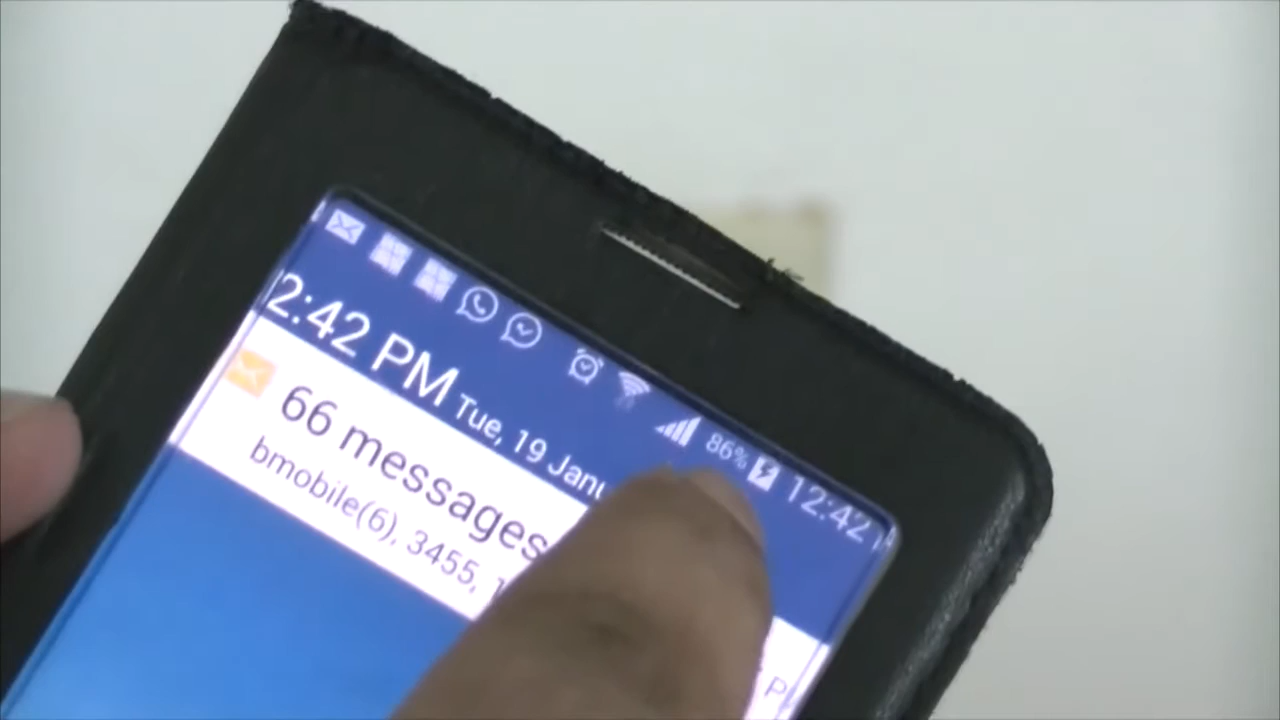 86% 12:42
2:42 PM Tue, 19 Janu
66 messages
bmobile(6), 3455,